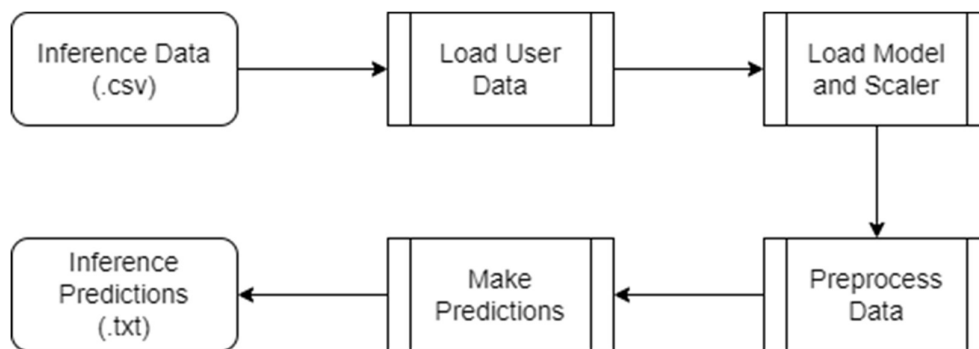 Inference Data
(.csv)
Load User
Data
Load Model
and Scaler
Preprocess
Data
Make
Predictions
Inference
Predictions
(.txt)